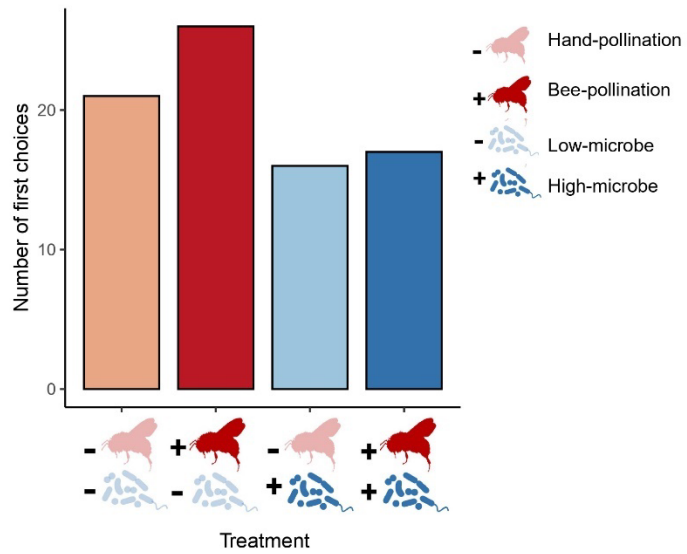 Number of first choices
20
10
0
- + - +
- - + +
Treatment
- Hand-pollination
+ Bee-pollination
- Low-microbe
+ High-microbe